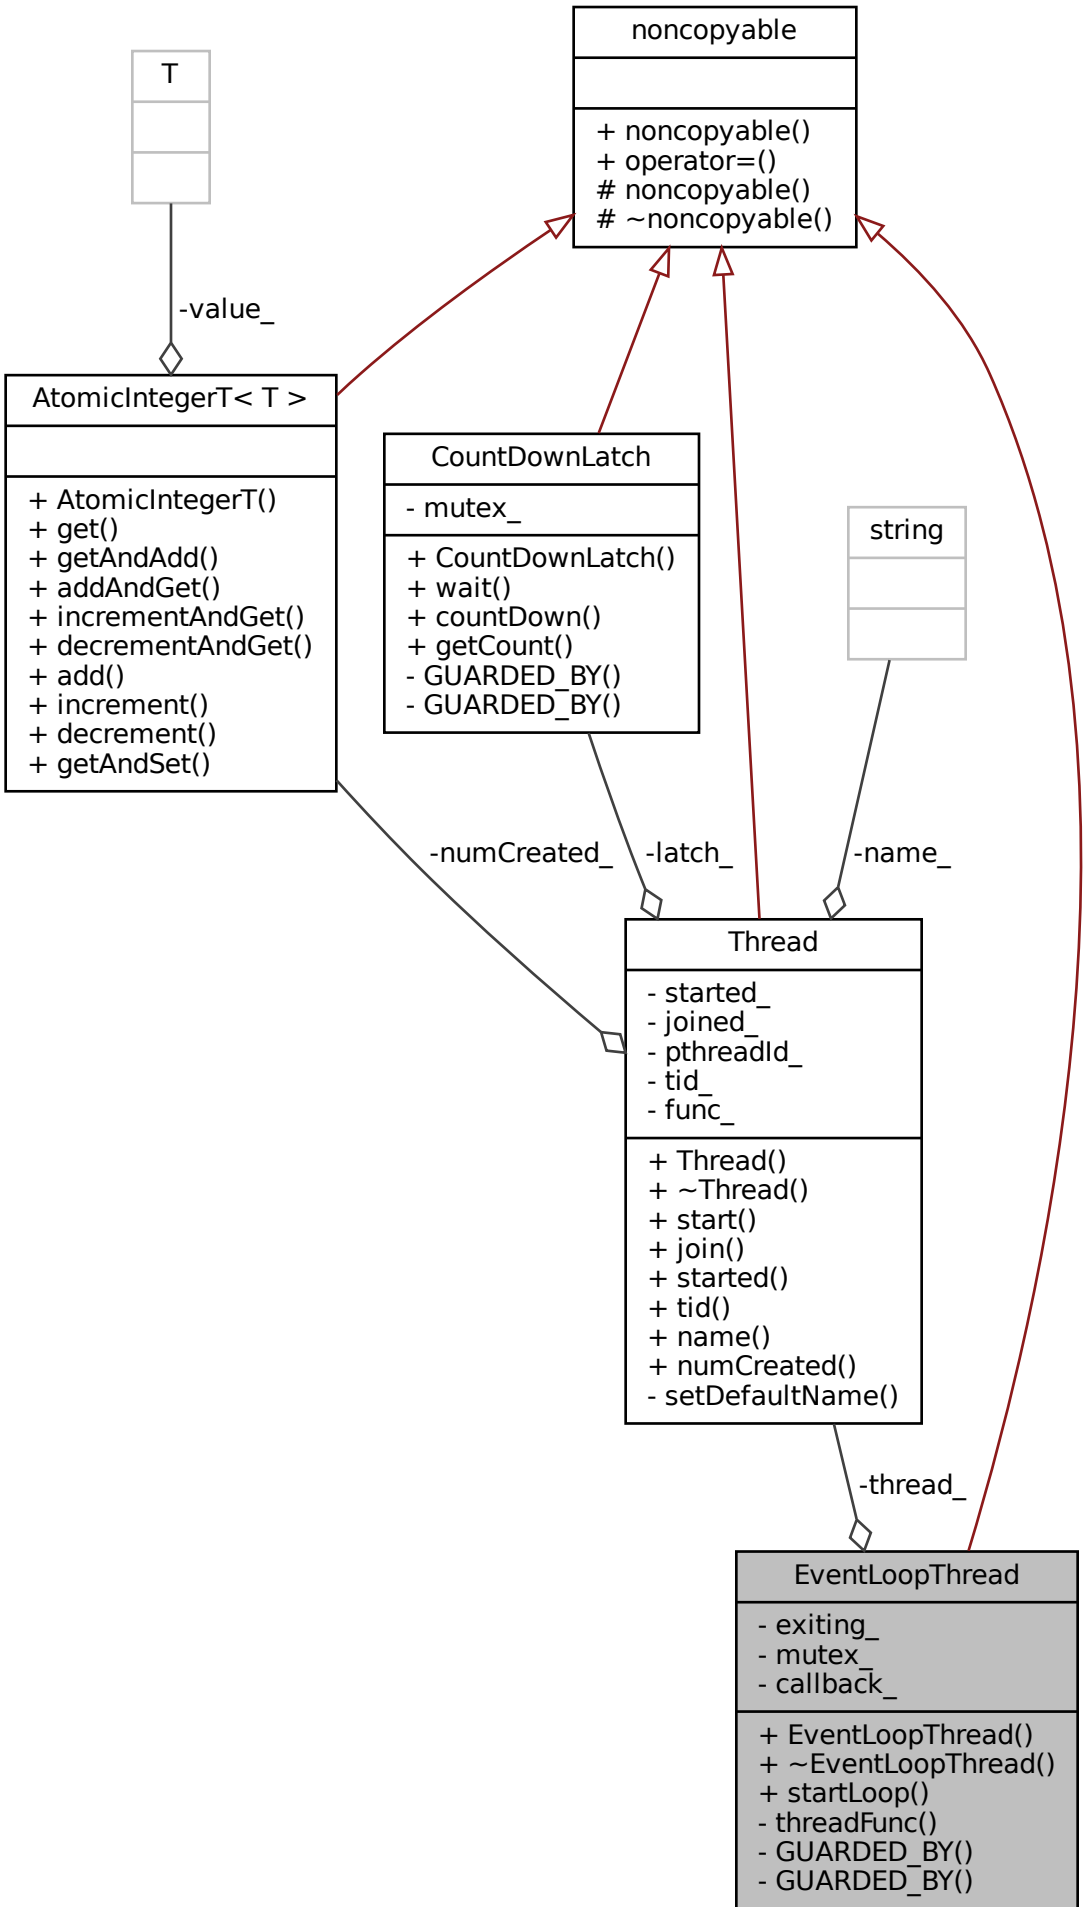 noncopyable
+ noncopyable()
+ operator=()
# noncopyable()
# ~noncopyable()
T
-value_
AtomicIntegerT< T >
+ AtomicIntegerT()
+ get()
+ getAndAdd()
+ addAndGet()
+ incrementAndGet()
+ decrementAndGet()
+ add()
+ increment()
+ decrement()
+ getAndSet()
CountDownLatch
- mutex_
+ CountDownLatch()
+ wait()
+ countDown()
+ getCount()
- GUARDED_BY()
- GUARDED_BY()
string
-numCreated_
-latch_
-name_
Thread
- started_
- joined_
- pthreadId_
- tid_
- func_
+ Thread()
+ ~Thread()
+ start()
+ join()
+ started()
+ tid()
+ name()
+ numCreated()
- setDefaultName()
-thread_
EventLoopThread
- exiting_
- mutex_
- callback_
+ EventLoopThread()
+ ~EventLoopThread()
+ startLoop()
- threadFunc()
- GUARDED_BY()
- GUARDED_BY()